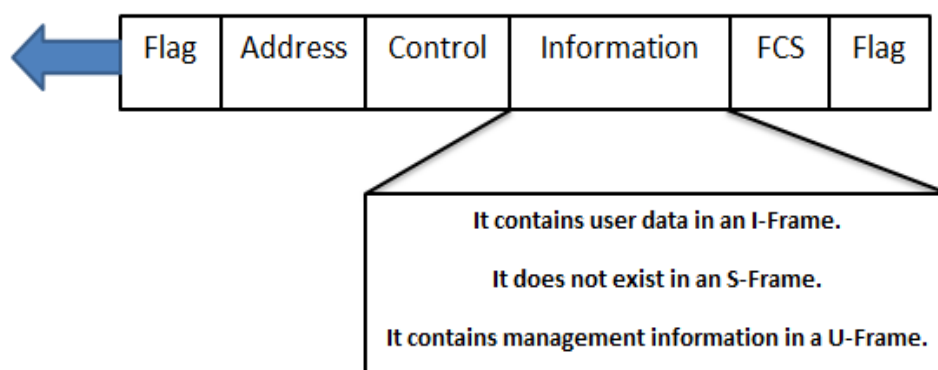 Flag Address Control Information FCS Flag
It contains user data in an I-Frame.
It does not exist in an S-Frame.
It contains management information in a U-Frame.